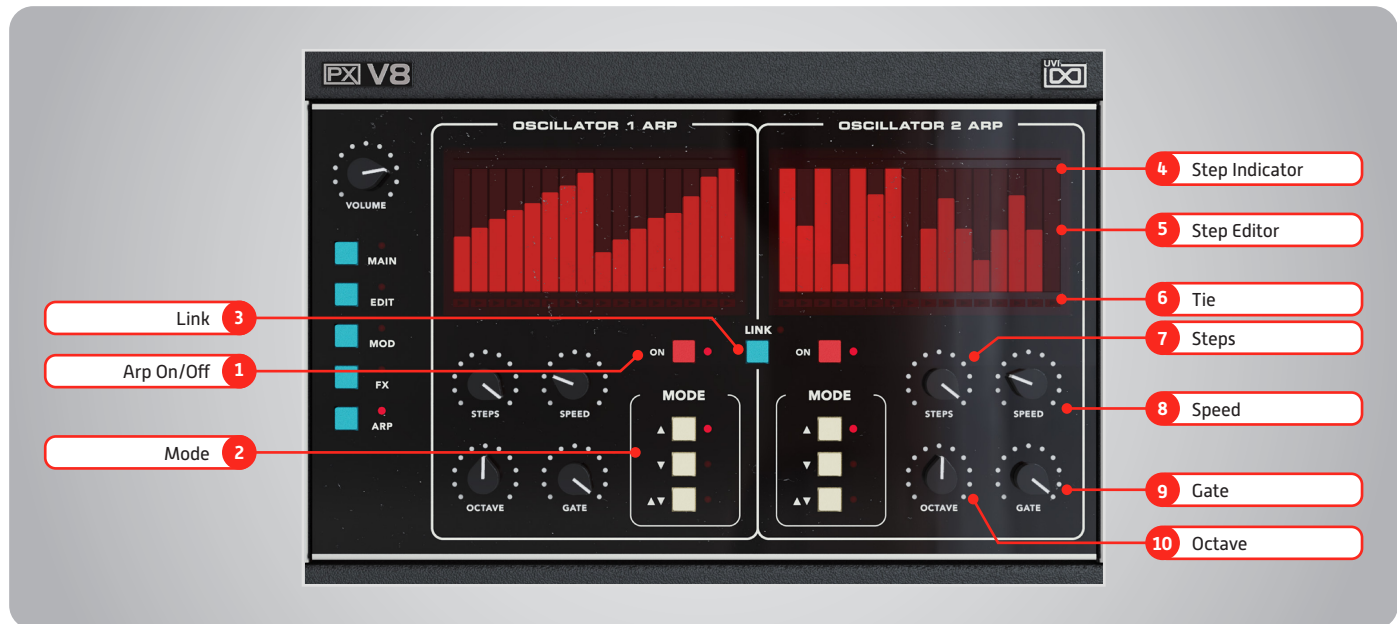 PX V8
UVI
OSCILLATOR 1 ARP
OSCILLATOR 2 ARP
VOLUME
MAIN
EDIT
MOD
FX
ARP
LINK
ON
ON
STEPS
SPEED
MODE
▲
▼
▲▼
OCTAVE
GATE
MODE
▲
▼
▲▼
STEPS
SPEED
OCTAVE
GATE
Link 3
Arp On/Off 1
Mode 2
4 Step Indicator
5 Step Editor
6 Tie
7 Steps
8 Speed
9 Gate
10 Octave